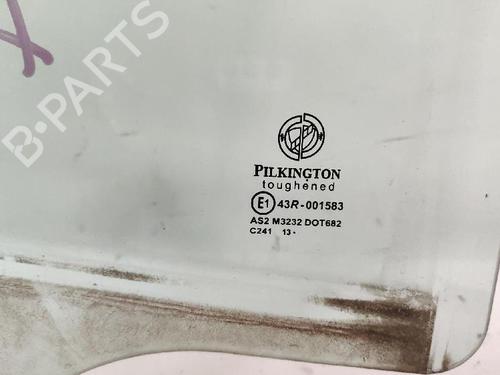 X
B-PARTS
PILKINGTON
toughened
E1 43R-001583
AS2 M3232 DOT682
C241 13·